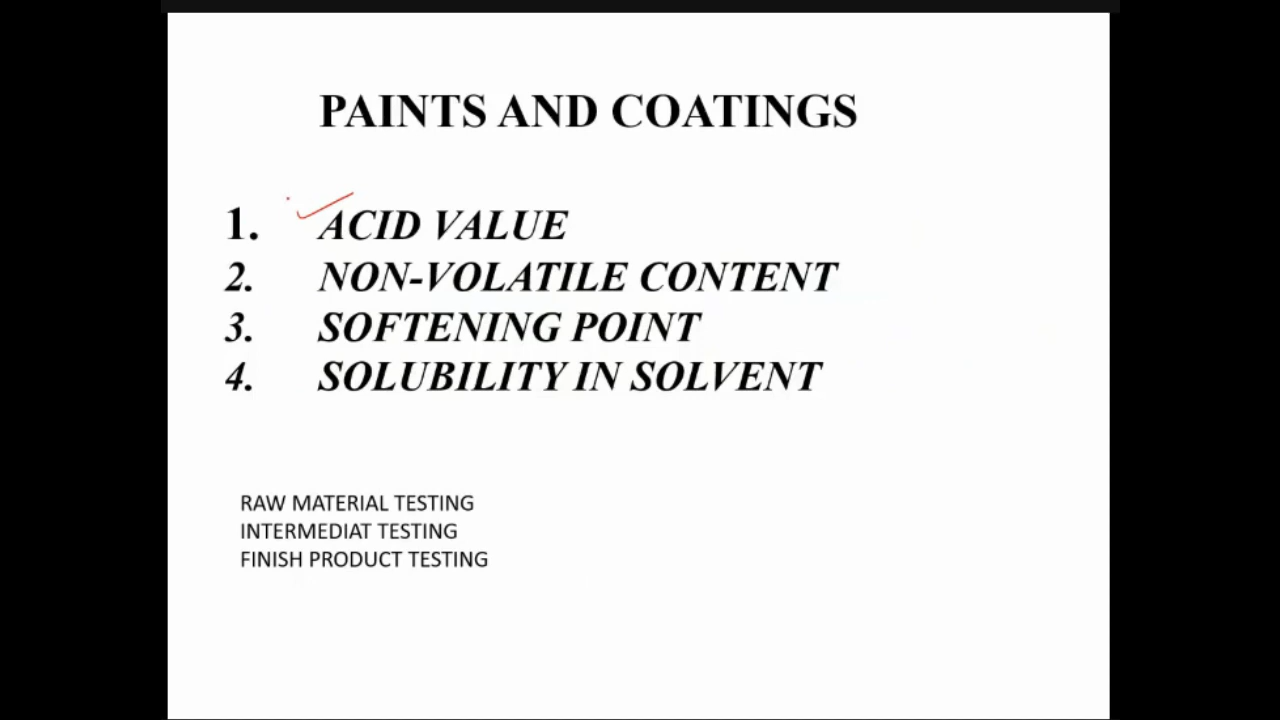 PAINTS AND COATINGS
1. ACID VALUE
2. NON-VOLATILE CONTENT
3. SOFTENING POINT
4. SOLUBILITY IN SOLVENT
RAW MATERIAL TESTING
INTERMEDIAT TESTING
FINISH PRODUCT TESTING